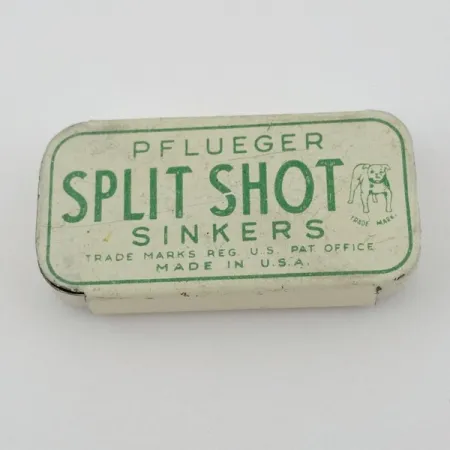 PFLUEGER
SPLIT SHOT
TRADE MARK.
SINKERS
TRADE MARKS REG. U.S. PAT OFFICE
MADE IN U.S.A.